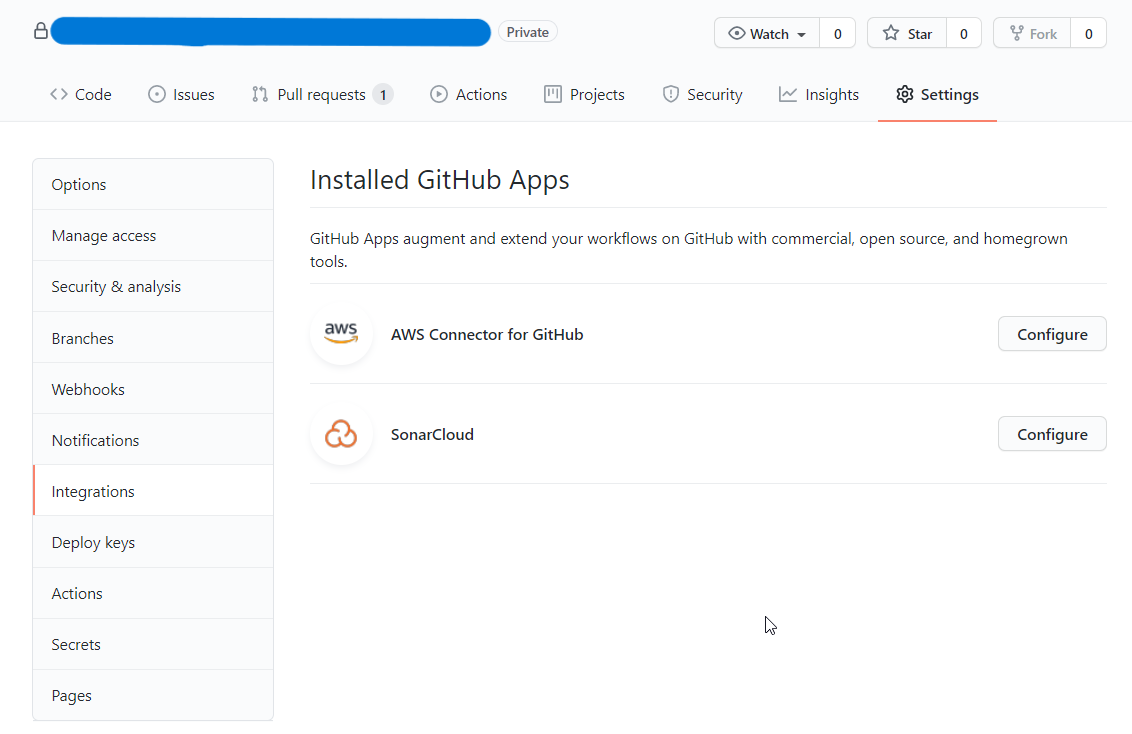 Private
Watch 0 Star 0 Fork 0
Code Issues Pull requests 1 Actions Projects Security Insights Settings
Options
Manage access
Security & analysis
Branches
Webhooks
Notifications
Integrations
Deploy keys
Actions
Secrets
Pages
Installed GitHub Apps
GitHub Apps augment and extend your workflows on GitHub with commercial, open source, and homegrown
tools.
aws AWS Connector for GitHub Configure
SonarCloud Configure